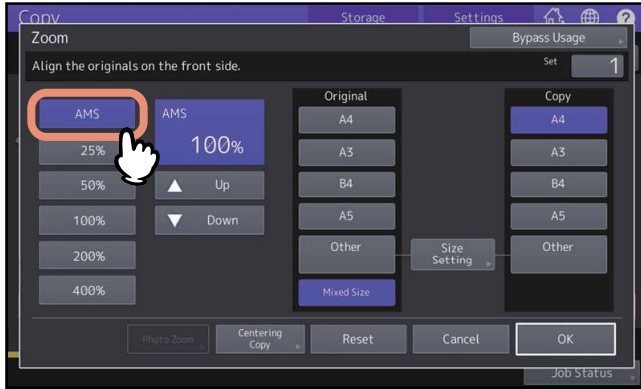 Copy
Storage
Settings
?
Zoom
Bypass Usage
Align the originals on the front side.
Set
1
AMS
25%
50%
100%
200%
400%
AMS
100%
Up
Down
Original
A4
A3
B4
A5
Other
Mixed Size
Size
Setting
Copy
A4
A3
B4
A5
Other
Photo Zoom
Centering
Copy
Reset
Cancel
OK
Job Status